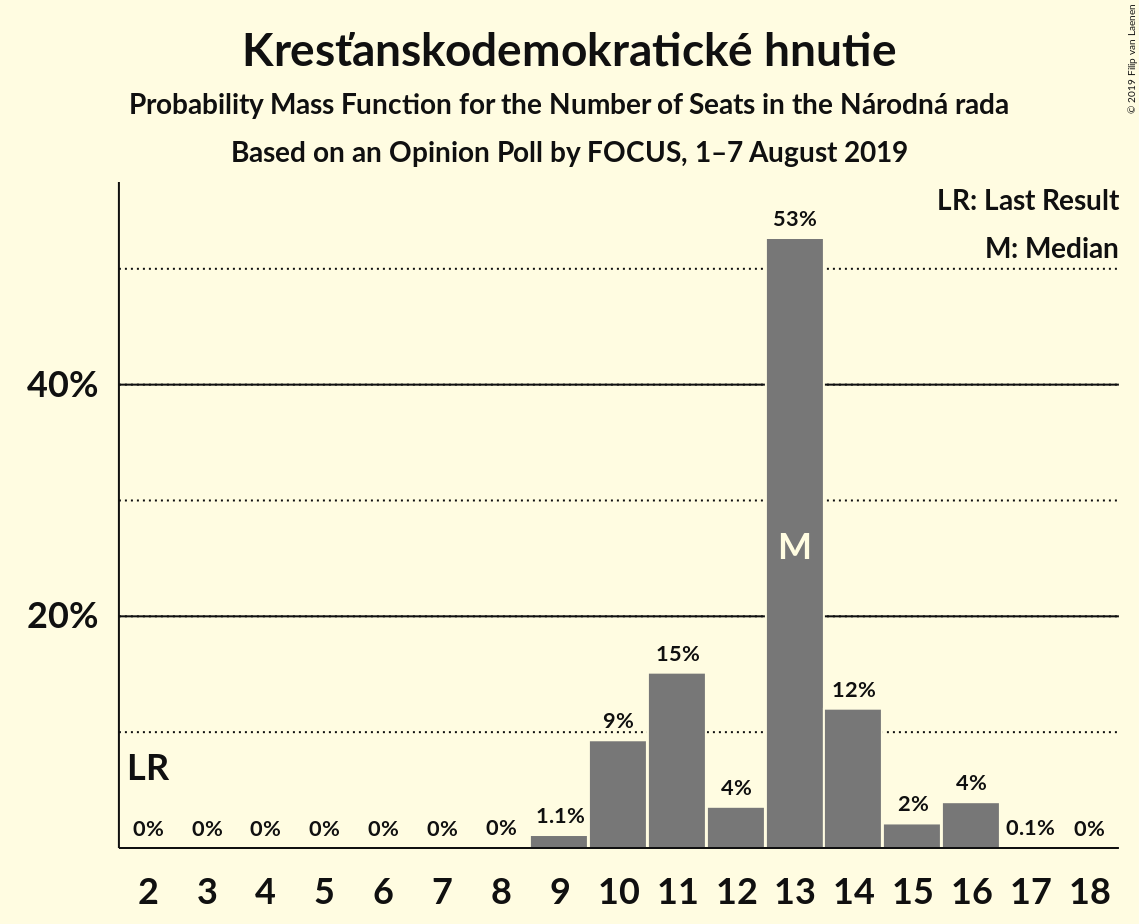 Kresťanskodemokratické hnutie
Probability Mass Function for the Number of Seats in the Národná rada
Based on an Opinion Poll by FOCUS, 1–7 August 2019
© 2019 Filip van Laenen
LR: Last Result
M: Median
53%
40%
M
20%
15%
12%
9%
LR
4%
4%
2%
1.1%
0% 0% 0% 0% 0% 0% 0% 0.1% 0%
2 3 4 5 6 7 8 9 10 11 12 13 14 15 16 17 18